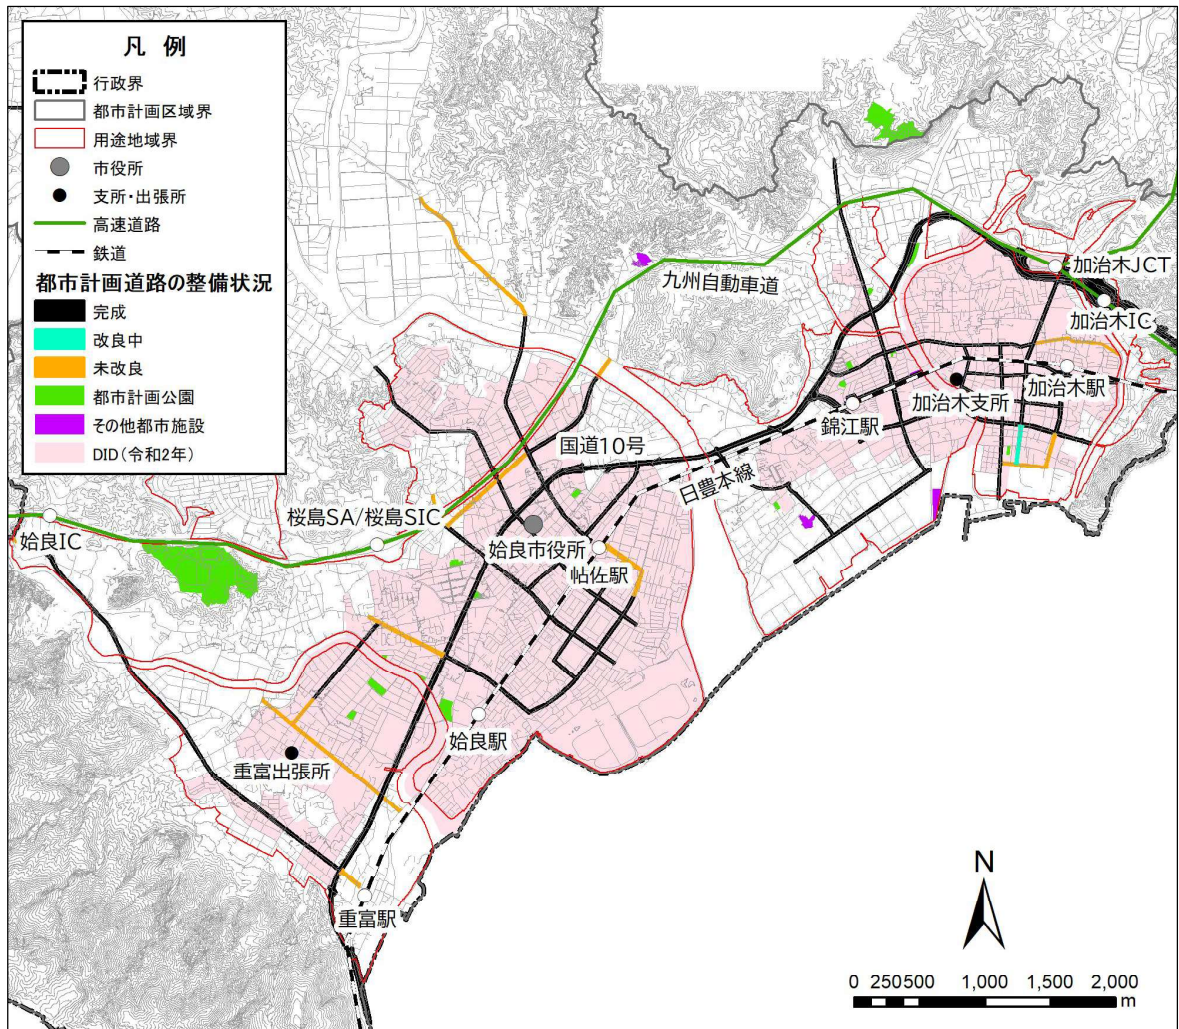 凡 例
行政界
都市計画区域界
用途地域界
市役所
支所・出張所
高速道路
鉄道
都市計画道路の整備状況
完成
改良中
未改良
都市計画公園
その他都市施設
DID(令和2年)
九州自動車道
加治木JCT
加治木IC
加治木駅
加治木支所
錦江駅
国道10号
日豊本線
桜島SA/桜島SIC
姶良IC
姶良市役所
帖佐駅
姶良駅
重富出張所
重富駅
N
0 250 500 1,000 1,500 2,000
m